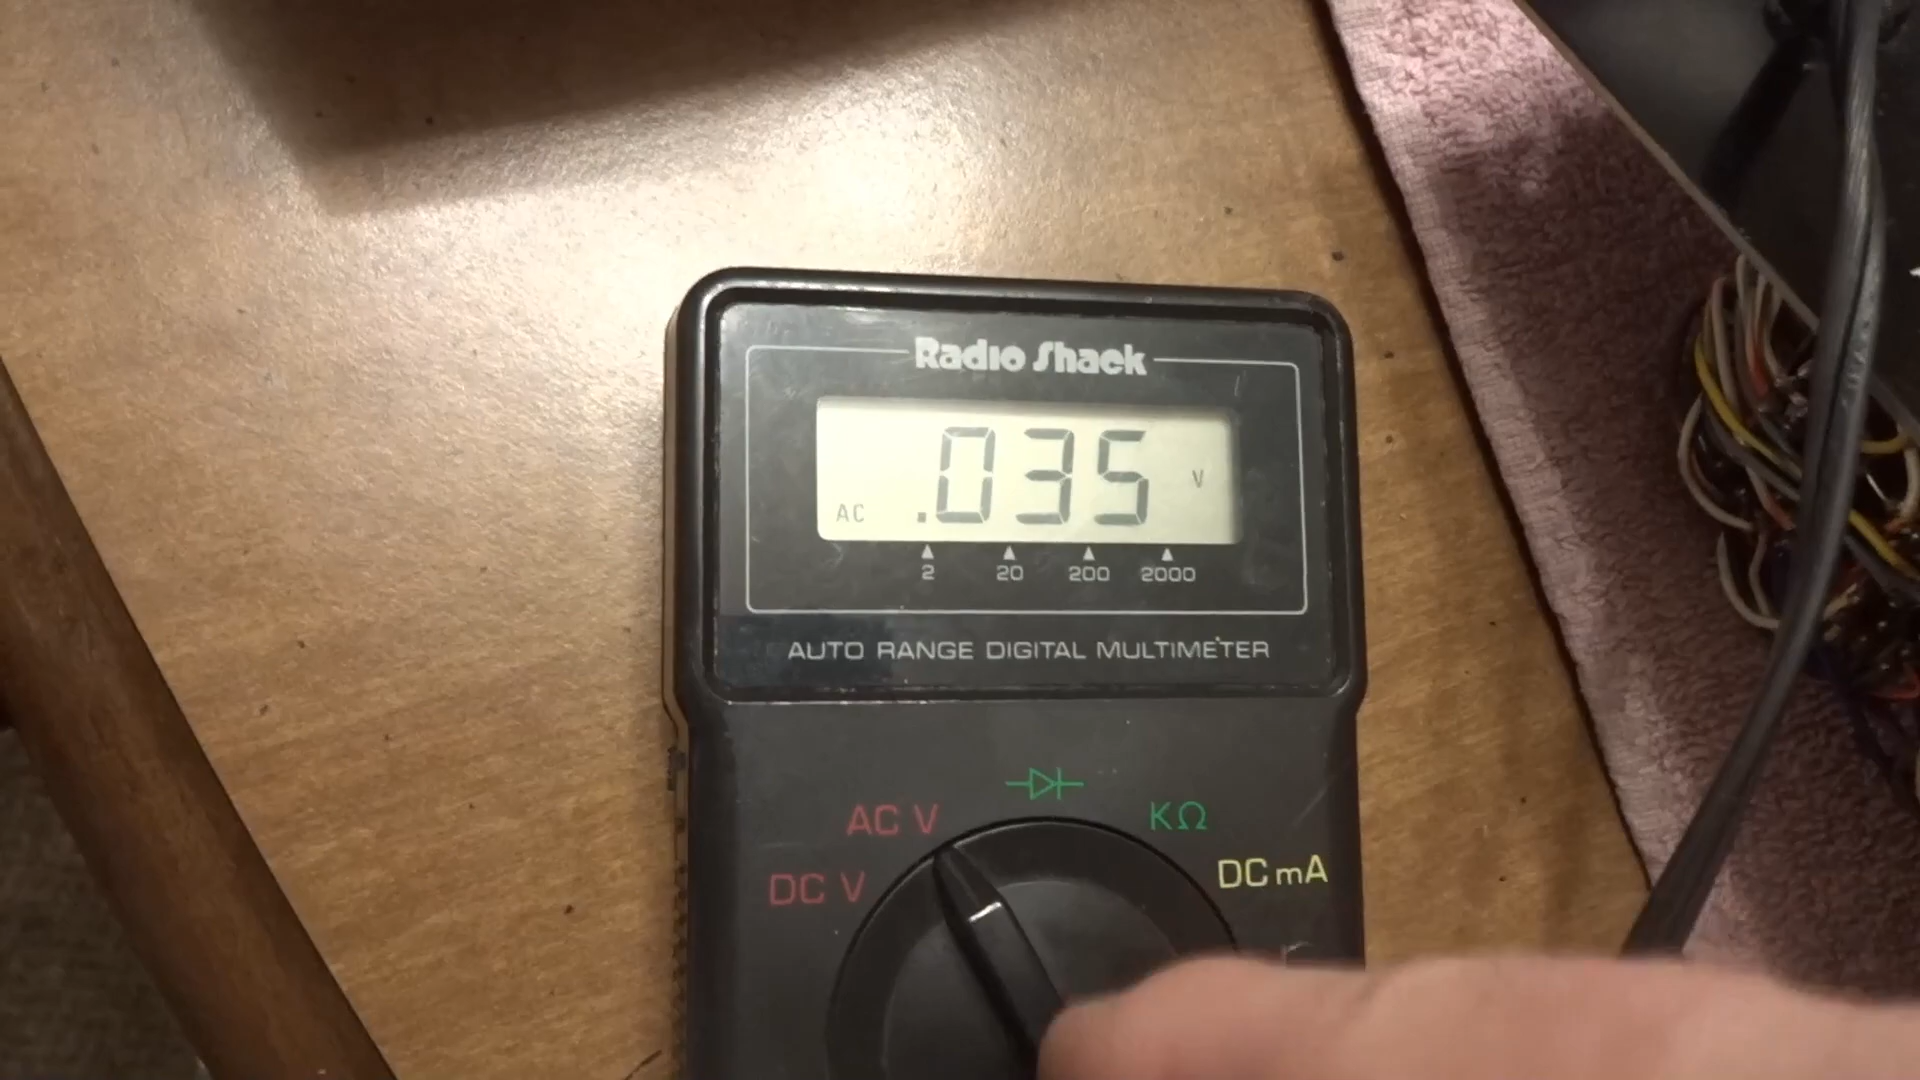 Radio Shack
.035
V
AC
2 20 200 2000
AUTO RANGE DIGITAL MULTIMETER
AC V
KΩ
DC V
DC mA